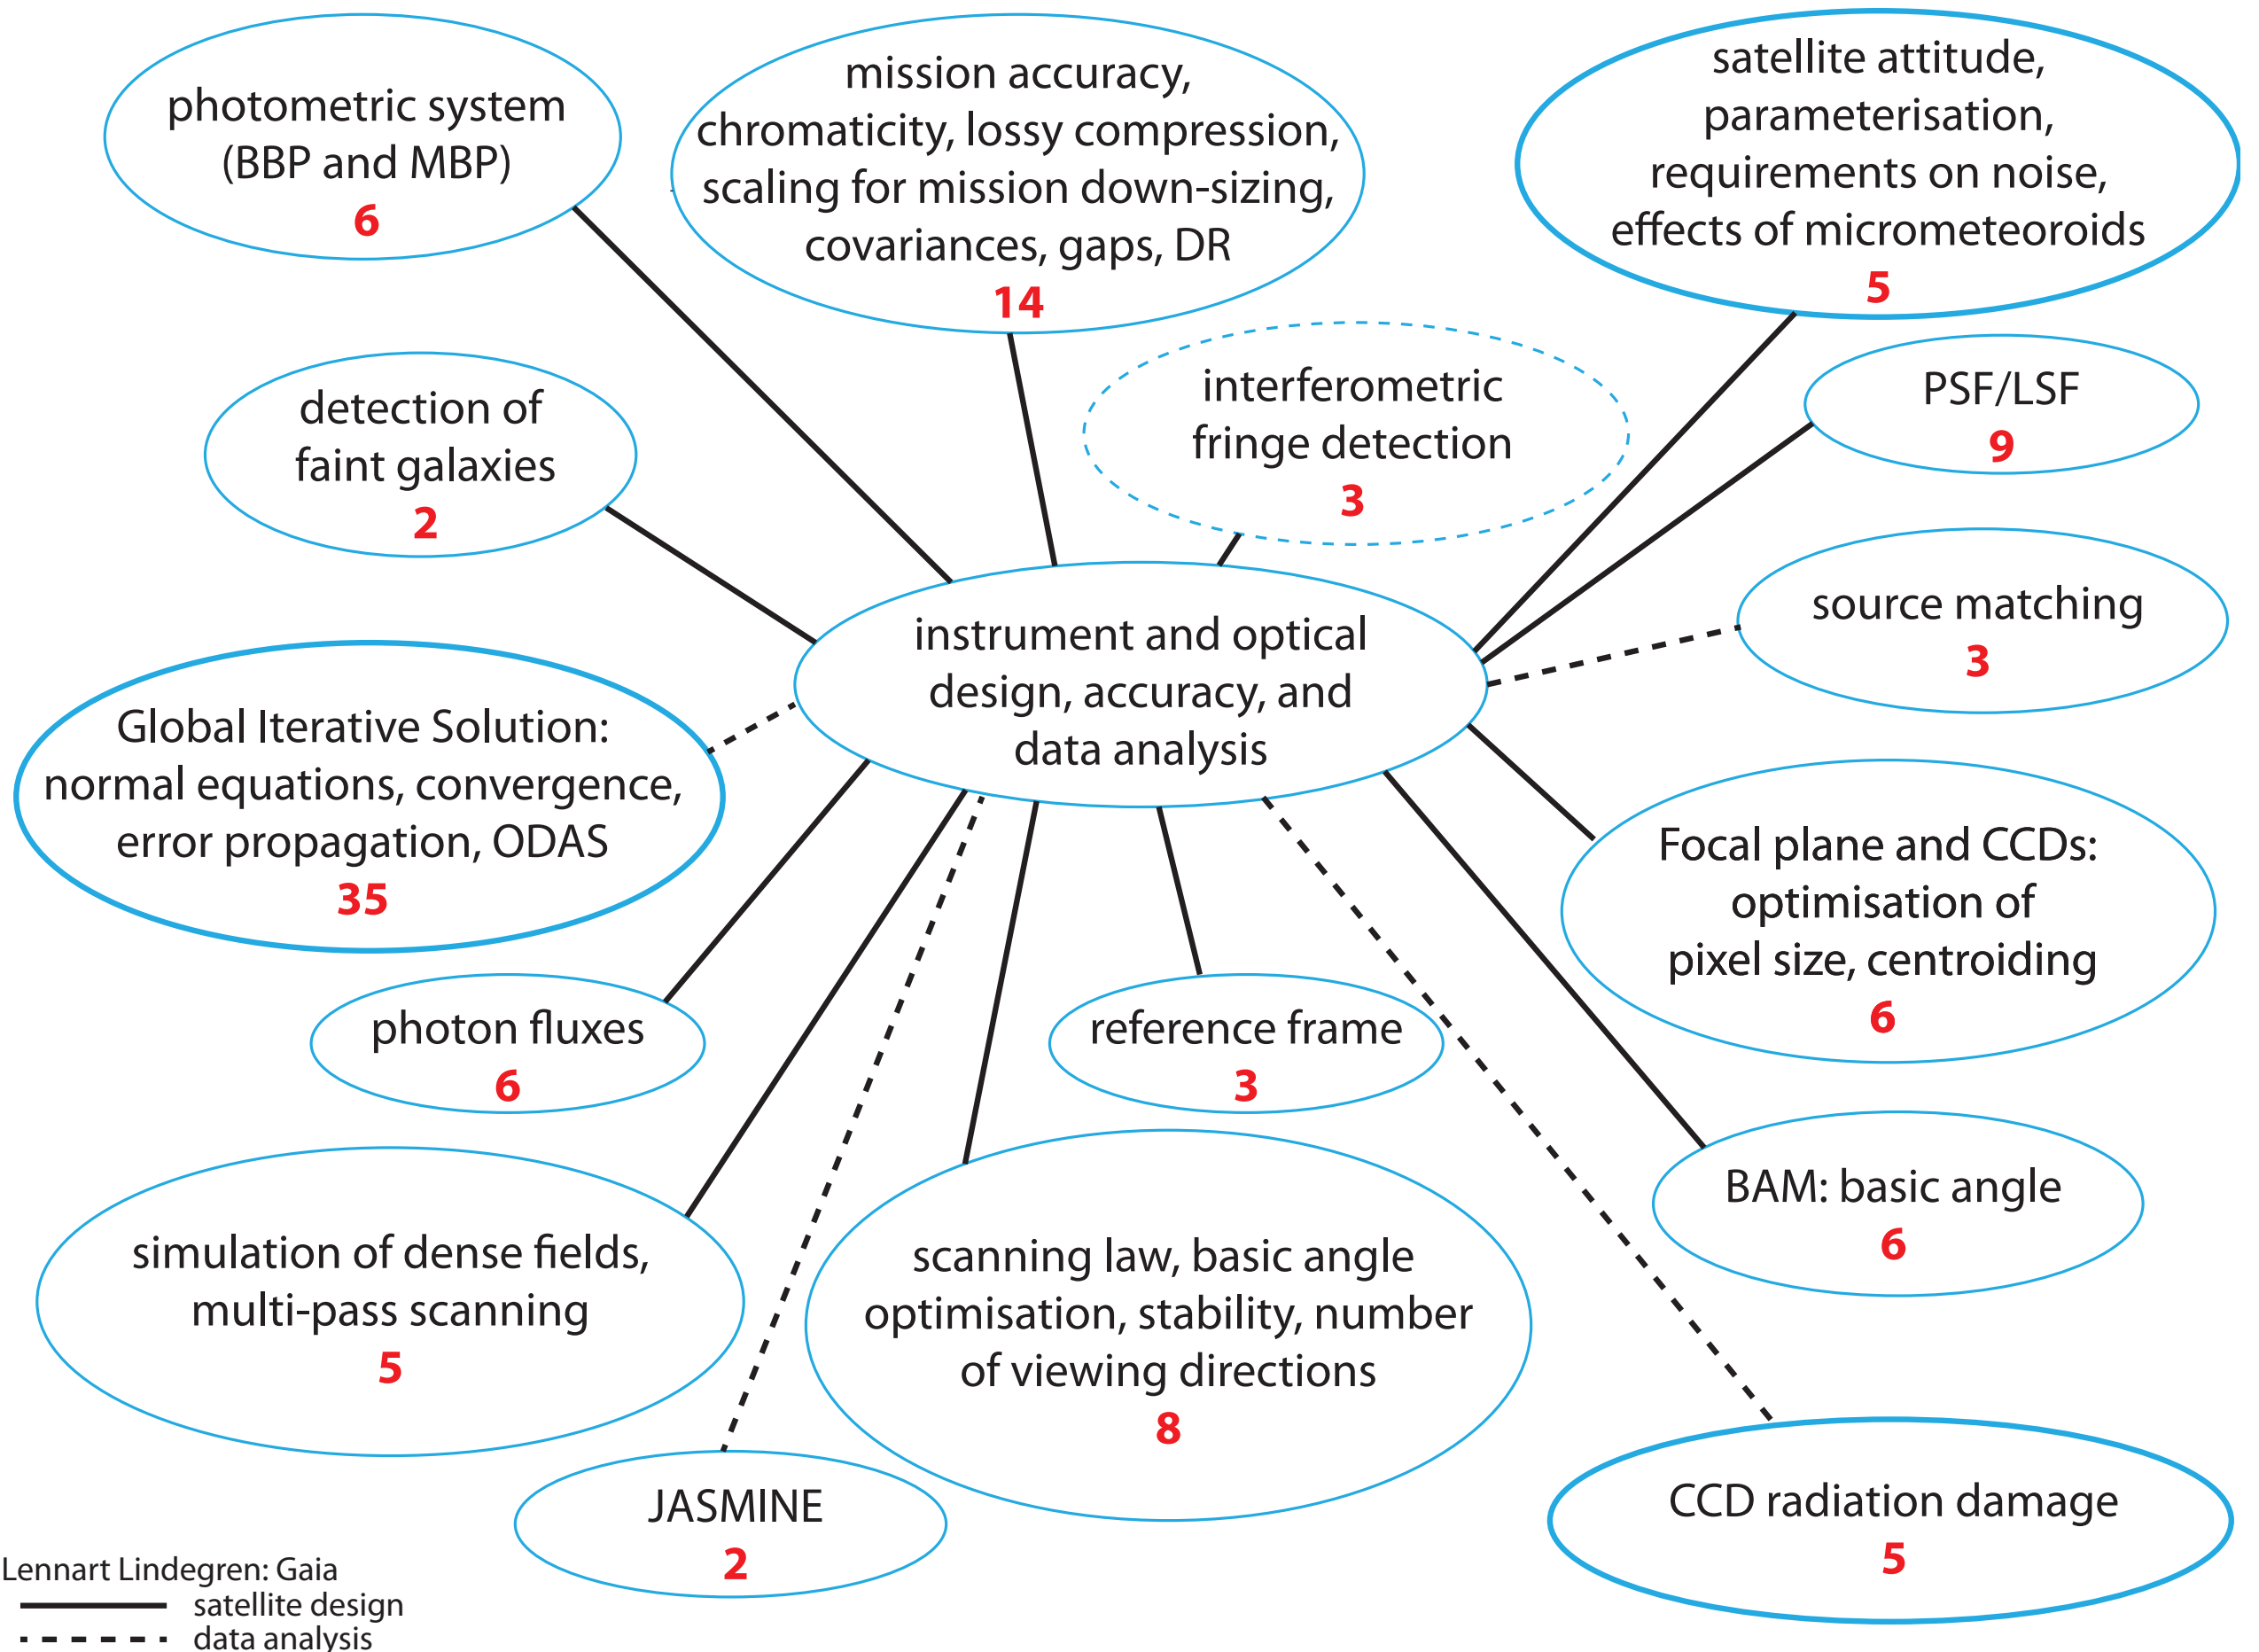 photometric system
(BBP and MBP)
6
mission accuracy,
chromaticity, lossy compression,
scaling for mission down-sizing,
covariances, gaps, DR
14
satellite attitude,
parameterisation,
requirements on noise,
effects of micrometeoroids
5
detection of
faint galaxies
2
interferometric
fringe detection
3
PSF/LSF
9
source matching
3
instrument and optical
design, accuracy, and
data analysis
Global Iterative Solution:
normal equations, convergence,
error propagation, ODAS
35
Focal plane and CCDs:
optimisation of
pixel size, centroiding
6
photon fluxes
6
reference frame
3
BAM: basic angle
6
simulation of dense fields,
multi-pass scanning
5
scanning law, basic angle
optimisation, stability, number
of viewing directions
8
JASMINE
2
CCD radiation damage
5
Lennart Lindegren: Gaia
satellite design
data analysis